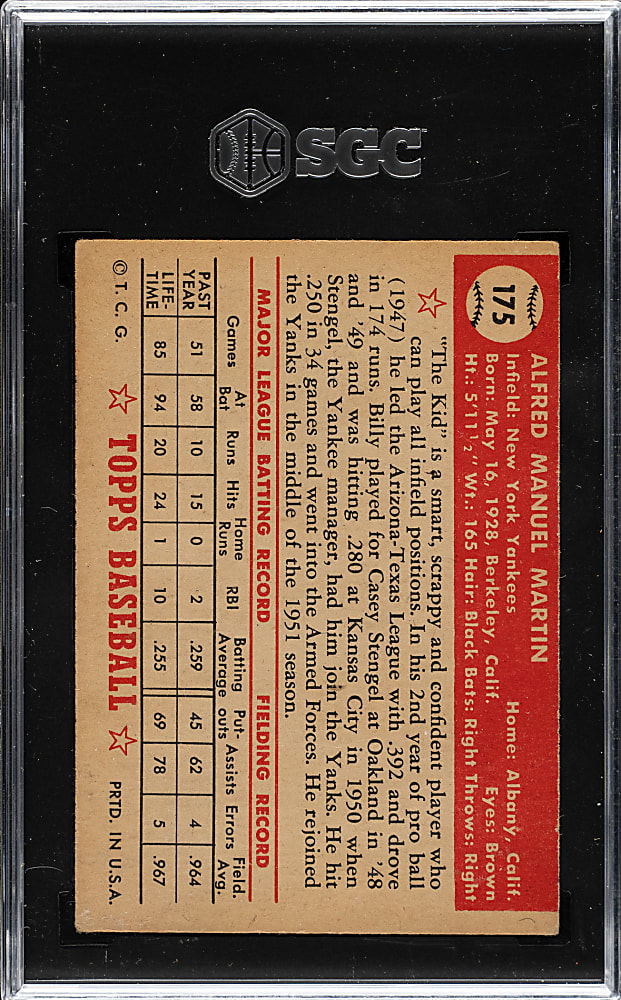 SGC
175
ALFRED MANUEL MARTIN
Infield: New York Yankees Home: Albany, Calif.
Born: May 16, 1928, Berkeley, Calif. Eyes: Brown
Ht.: 5'11½" Wt.: 165 Hair: Black Bats: Right Throws: Right
"The Kid" is a smart, scrappy and confident player who
can play all infield positions. In his 2nd year of pro ball
(1947) he led the Arizona-Texas League with .392 and drove
in 174 runs. Billy played for Casey Stengel at Oakland in '48
and '49 and was hitting .280 at Kansas City in 1950 when
Stengel, the Yankee manager, had him join the Yanks. He hit
.250 in 34 games and went into the Armed Forces. He rejoined
the Yanks in the middle of the 1951 season.
MAJOR LEAGUE BATTING RECORD FIELDING RECORD
Games At Bat Runs Hits Home Runs RBI Batting Average Put-outs Assists Errors Field. Avg.
PAST YEAR 51 58 10 15 0 2 .259 45 62 4 .964
LIFE-TIME 85 94 20 24 1 10 .255 69 78 5 .967
© T. C. G. TOPPS BASEBALL PRTD. IN U.S.A.